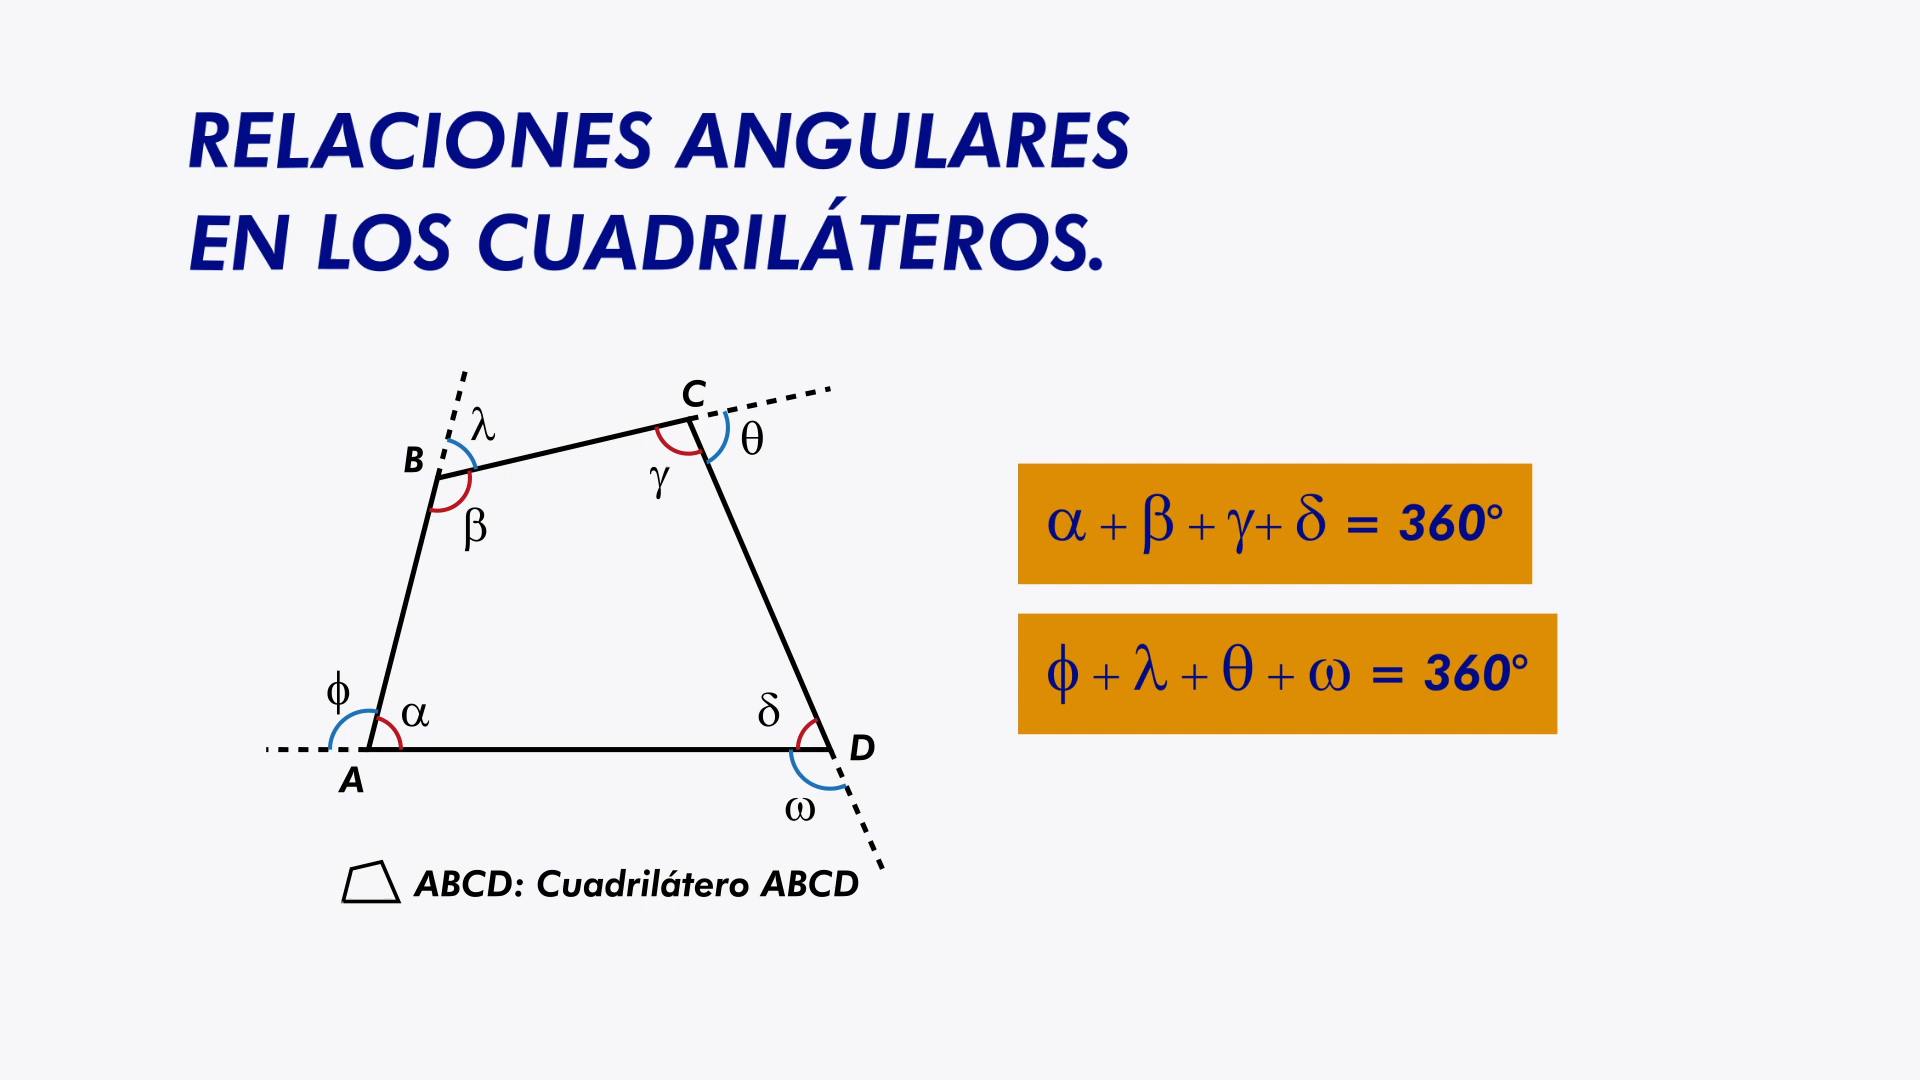 RELACIONES ANGULARES
EN LOS CUADRILÁTEROS.
C
λ
θ
B
γ
β
α + β + γ+ δ = 360°
ϕ + λ + θ + ω = 360°
ϕ
α
δ
D
A
ω
ABCD: Cuadrilátero ABCD